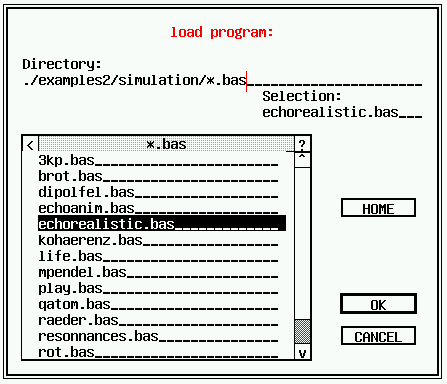 load program:
Directory:
./examples2/simulation/*.bas
Selection:
echorealistic.bas
< *.bas ?
^
3kp.bas
brot.bas
dipolfel.bas
echoanim.bas
echorealistic.bas
kohaerenz.bas
life.bas
mpendel.bas
play.bas
qatom.bas
raeder.bas
resonnances.bas
rot.bas
v
HOME
OK
CANCEL